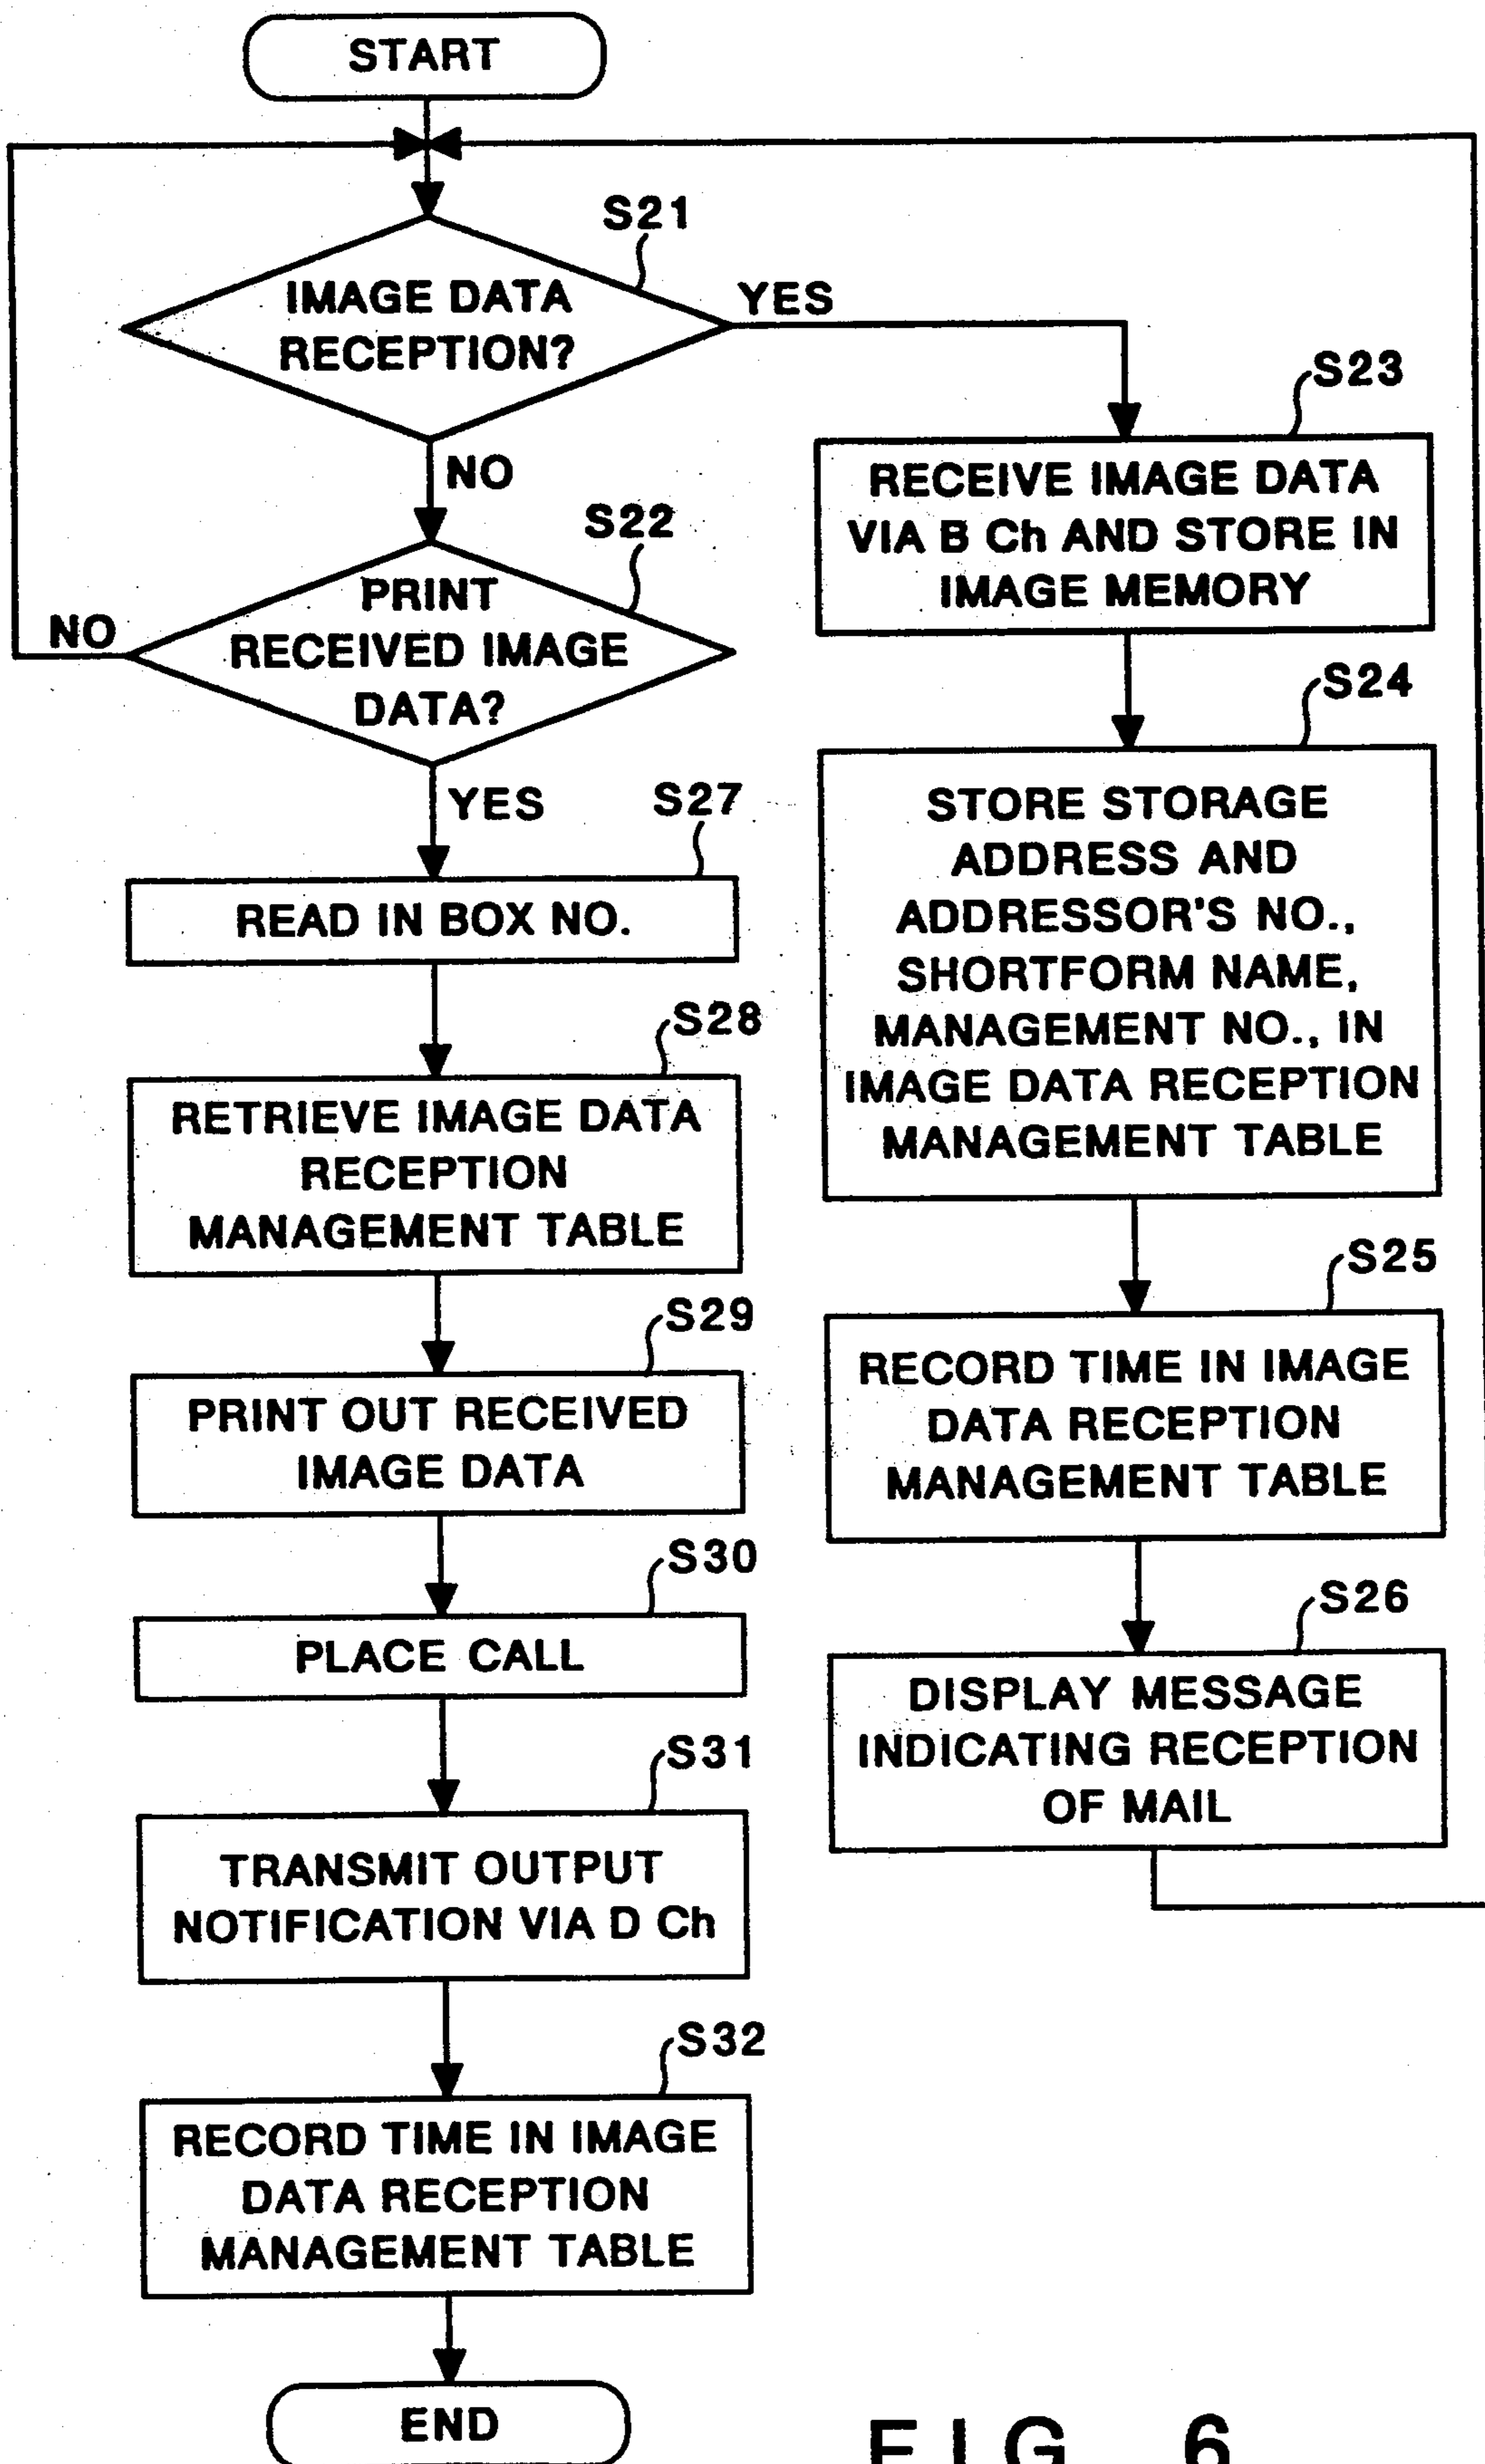 START
S21
IMAGE DATA
RECEPTION?
YES
NO
S22
PRINT
RECEIVED IMAGE
DATA?
NO
YES
S27
READ IN BOX NO.
S28
RETRIEVE IMAGE DATA
RECEPTION
MANAGEMENT TABLE
S29
PRINT OUT RECEIVED
IMAGE DATA
S30
PLACE CALL
S31
TRANSMIT OUTPUT
NOTIFICATION VIA D Ch
S32
RECORD TIME IN IMAGE
DATA RECEPTION
MANAGEMENT TABLE
END
S23
RECEIVE IMAGE DATA
VIA B Ch AND STORE IN
IMAGE MEMORY
S24
STORE STORAGE
ADDRESS AND
ADDRESSOR'S NO.,
SHORTFORM NAME,
MANAGEMENT NO., IN
IMAGE DATA RECEPTION
MANAGEMENT TABLE
S25
RECORD TIME IN IMAGE
DATA RECEPTION
MANAGEMENT TABLE
S26
DISPLAY MESSAGE
INDICATING RECEPTION
OF MAIL
FIG. 6